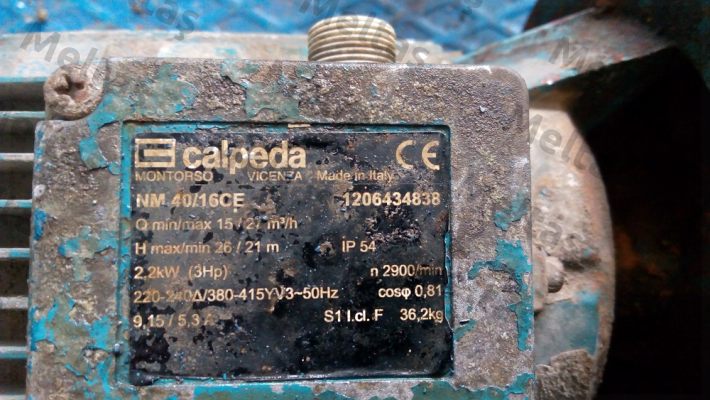 calpeda CE
MONTORSO VICENZA Made in Italy
NM 40/16CE 1206434838
Q min/max 15 / 27 m³/h
H max/min 26 / 21 m IP 54
2,2kW (3Hp) n 2900/min
220-240Δ/380-415YV3~50Hz cosφ 0,81
9,15 / 5,3 A S1 I.cl. F 36,2kg